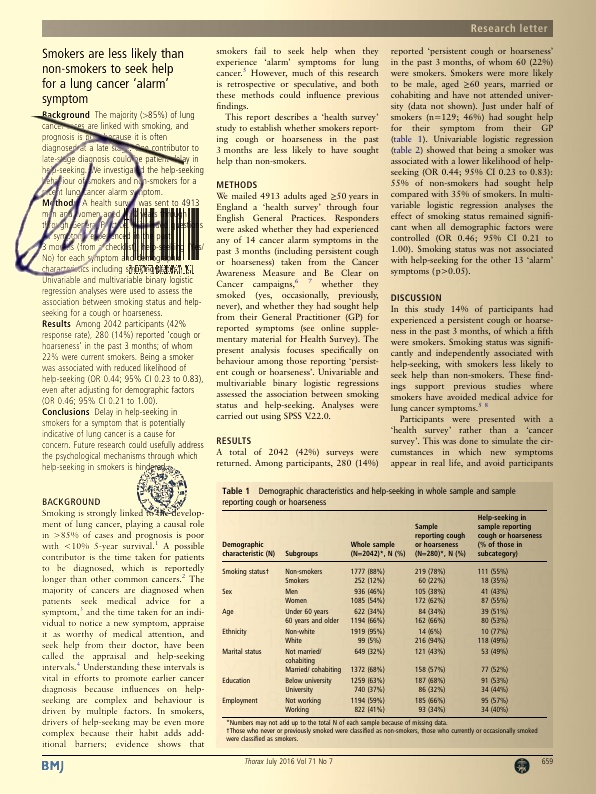 Research letter
Smokers are less likely than
non-smokers to seek help
for a lung cancer 'alarm'
symptom
Background The majority (>85%) of lung
cancer cases are linked with smoking, and
prognosis is poor because it is often
diagnosed at a late stage. One contributor to
late-stage diagnosis could be patient delay in
help-seeking. We investigated the help-seeking
behaviour of smokers and non-smokers for a
recent lung cancer alarm symptom.
Methods A health survey was sent to 4913
men and women aged
through General
3 months (from a checklist), help-seeking (Yes/
No) for each symptom and demographic
characteristics including smoking
Univariate and multivariable binary logistic
regression analyses were used to assess the
association between smoking status and help-
seeking for a cough or hoarseness.
Results Among 2042 participants (42%
response rate), 280 (14%) reported 'cough or
hoarseness' in the past 3 months; of whom
22% were current smokers. Being a smoker
was associated with reduced likelihood of
help-seeking (OR 0.44; 95% CI 0.23 to 0.83),
even after adjusting for demographic factors
(OR 0.46; 95% CI 0.21 to 1.00).
Conclusions Delay in help-seeking in
smokers for a symptom that is potentially
indicative of lung cancer is a cause for
concern. Future research could usefully address
the psychological mechanisms through which
help-seeking in smokers is hindered.
BACKGROUND
Smoking is strongly linked to the develop-
ment of lung cancer, playing a causal role
in >85% of cases and prognosis is poor
with <10% 5-year survival.1 A possible
contributor is the time taken for patients
to be diagnosed, which is reportedly
longer than other common cancers.2 The
majority of cancers are diagnosed when
patients seek medical advice for a
symptom,3 and the time taken for an indi-
vidual to notice a new symptom, appraise
it as worthy of medical attention, and
seek help from their doctor, have been
called the appraisal and help-seeking
intervals.4 Understanding these intervals is
vital in efforts to promote earlier cancer
diagnosis because influences on help-
seeking are complex and behaviour is
driven by multiple factors. In smokers,
drivers of help-seeking may be even more
complex because their habit adds add-
itional barriers; evidence shows that
smokers fail to seek help when they
experience 'alarm' symptoms for lung
cancer.5 However, much of this research
is retrospective or speculative, and both
these methods could influence previous
findings.
This report describes a 'health survey'
study to establish whether smokers report-
ing cough or hoarseness in the past
3 months are less likely to have sought
help than non-smokers.
METHODS
We mailed 4913 adults aged ≥50 years in
England a 'health survey' through four
English General Practices. Responders
were asked whether they had experienced
any of 14 cancer alarm symptoms in the
past 3 months (including persistent cough
or hoarseness) taken from the Cancer
Awareness Measure and Be Clear on
Cancer campaigns,6 7 whether they
smoked (yes, occasionally, previously,
never), and whether they had sought help
from their General Practitioner (GP) for
reported symptoms (see online supple-
mentary material for Health Survey). The
present analysis focuses specifically on
behaviour among those reporting 'persist-
ent cough or hoarseness'. Univariate and
multivariable binary logistic regressions
assessed the association between smoking
status and help-seeking. Analyses were
carried out using SPSS V.22.0.
RESULTS
A total of 2042 (42%) surveys were
returned. Among participants, 280 (14%)
reported 'persistent cough or hoarseness'
in the past 3 months, of whom 60 (22%)
were smokers. Smokers were more likely
to be male, aged ≥60 years, married or
cohabiting and have not attended univer-
sity (data not shown). Just under half of
smokers (n=129; 46%) had sought help
for their symptom from their GP
(table 1). Univariate logistic regression
(table 2) showed that being a smoker was
associated with a lower likelihood of help-
seeking (OR 0.44; 95% CI 0.23 to 0.83):
55% of non-smokers had sought help
compared with 35% of smokers. In multi-
variable logistic regression analyses the
effect of smoking status remained signifi-
cant when all demographic factors were
controlled (OR 0.46; 95% CI 0.21 to
1.00). Smoking status was not associated
with help-seeking for the other 13 'alarm'
symptoms (p>0.05).
DISCUSSION
In this study 14% of participants had
experienced a persistent cough or hoarse-
ness in the past 3 months, of which a fifth
were smokers. Smoking status was signifi-
cantly and independently associated with
help-seeking, with smokers less likely to
seek help than non-smokers. These find-
ings support previous studies where
smokers have avoided medical advice for
lung cancer symptoms.5 8
Participants were presented with a
'health survey' rather than a 'cancer
survey'. This was done to simulate the cir-
cumstances in which new symptoms
appear in real life, and avoid participants
Table 1 Demographic characteristics and help-seeking in whole sample and sample
reporting cough or hoarseness
Demographic characteristic (N) Subgroups Whole sample (N=2042)*, N (%) Sample reporting cough or hoarseness (N=280)*, N (%) Help-seeking in sample reporting cough or hoarseness (% of those in subcategory)
Smoking status† Non-smokers 1777 (88%) 219 (78%) 111 (55%)
Smokers 252 (12%) 60 (22%) 18 (35%)
Sex Men 936 (46%) 105 (38%) 41 (43%)
Women 1085 (54%) 172 (62%) 87 (55%)
Age Under 60 years 622 (34%) 84 (34%) 39 (51%)
60 years and older 1194 (66%) 162 (66%) 80 (53%)
Ethnicity Non-white 1919 (95%) 14 (6%) 10 (77%)
White 99 (5%) 216 (94%) 118 (49%)
Marital status Not married/ cohabiting 649 (32%) 121 (43%) 53 (49%)
Married/ cohabiting 1372 (68%) 158 (57%) 77 (52%)
Education Below university 1259 (63%) 187 (68%) 91 (53%)
University 740 (37%) 86 (32%) 34 (44%)
Employment Not working 1194 (59%) 185 (66%) 95 (57%)
Working 822 (41%) 93 (34%) 34 (40%)
*Numbers may not add up to the total N of each sample because of missing data.
†Those who never or previously smoked were classified as non-smokers, those who currently or occasionally smoked
were classified as smokers.
BMJ
Thorax July 2016 Vol 71 No 7
659